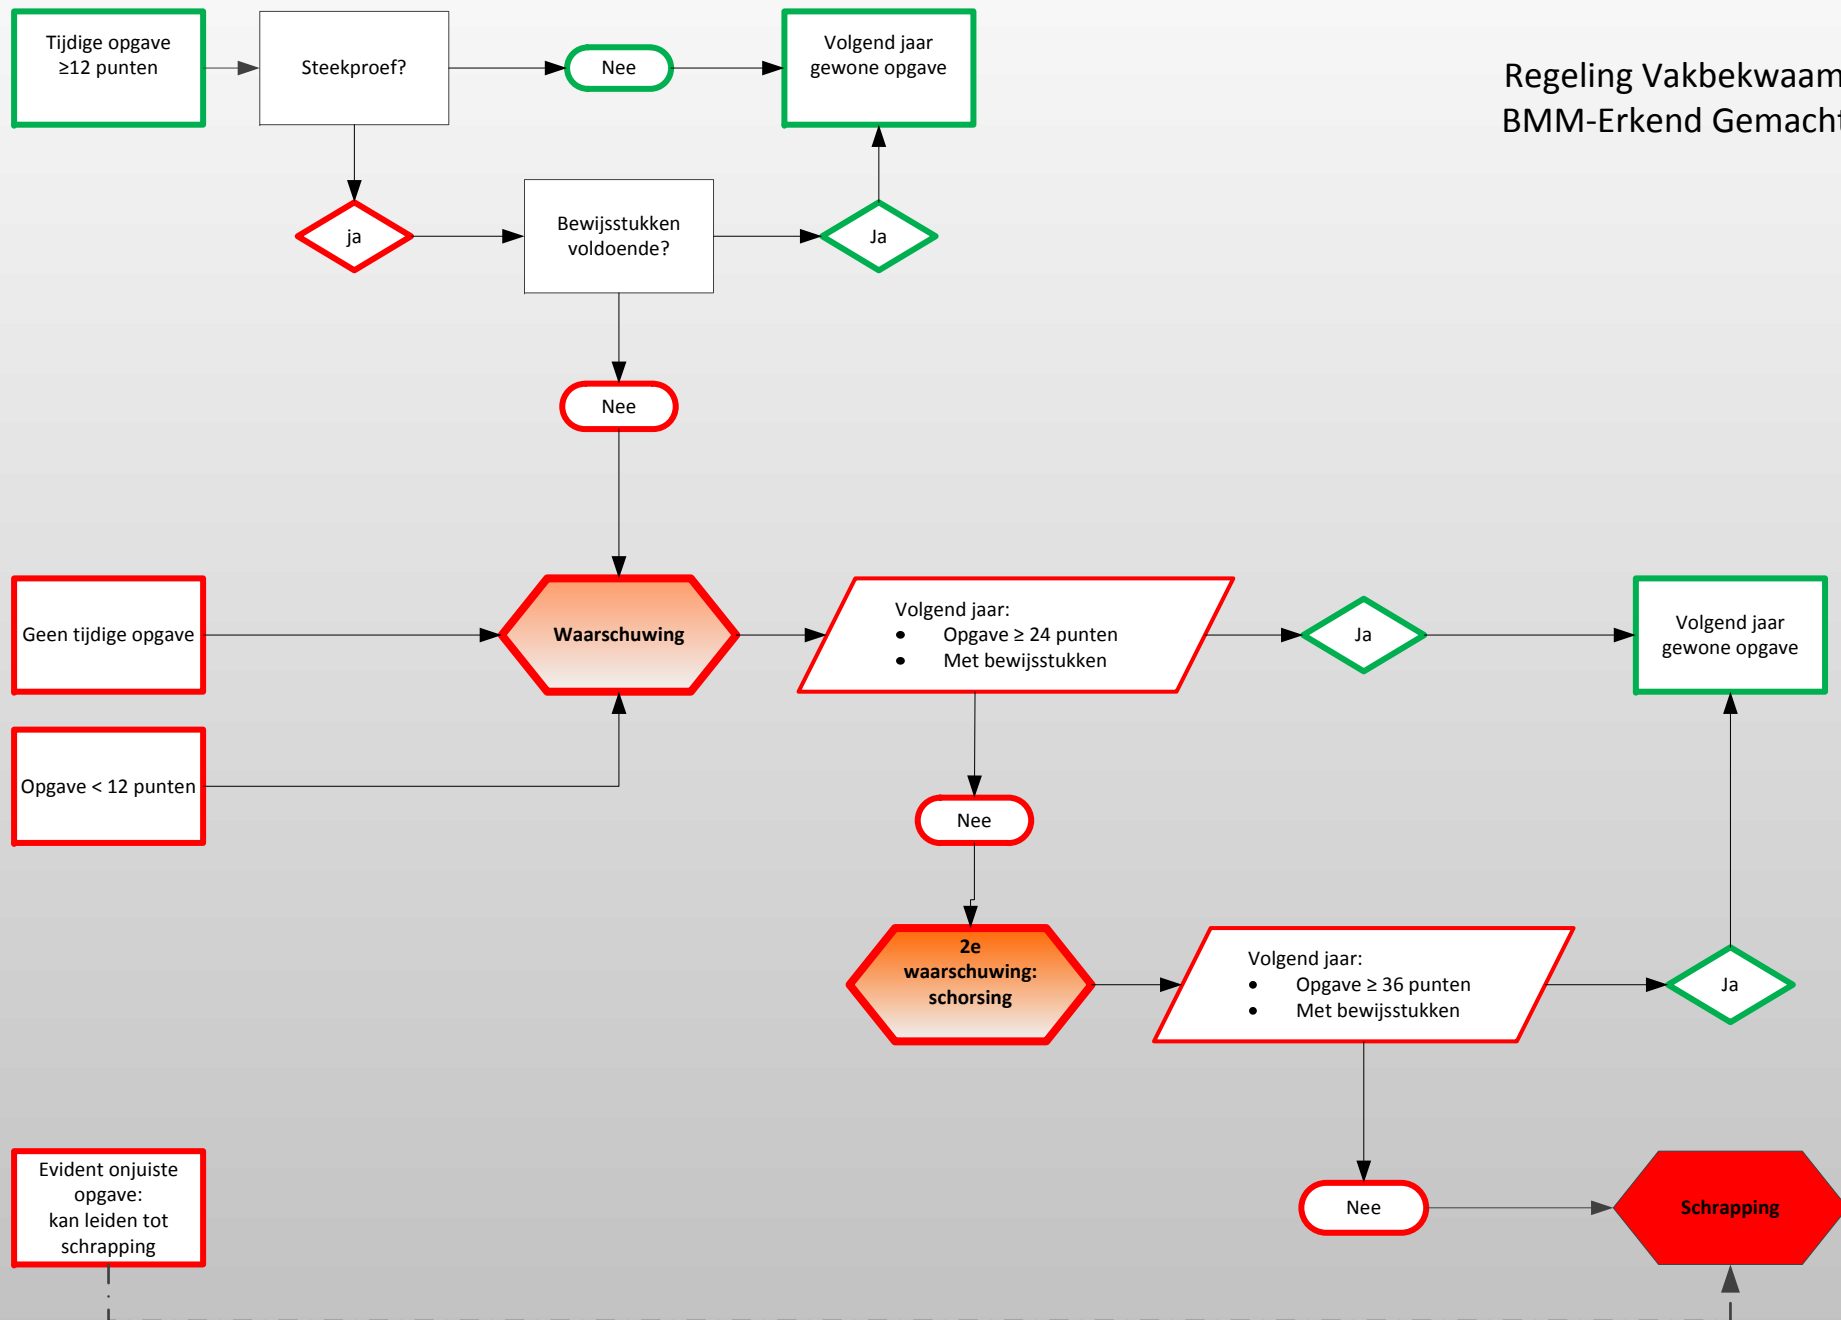 Tijdige opgave
≥12 punten
Steekproef?
Nee
Volgend jaar
gewone opgave
Regeling Vakbekwaam
BMM-Erkend Gemacht
ja
Bewijsstukken
voldoende?
Ja
Nee
Geen tijdige opgave
Waarschuwing
Volgend jaar:
• Opgave ≥ 24 punten
• Met bewijsstukken
Ja
Volgend jaar
gewone opgave
Opgave < 12 punten
Nee
2e
waarschuwing:
schorsing
Volgend jaar:
• Opgave ≥ 36 punten
• Met bewijsstukken
Ja
Evident onjuiste
opgave:
kan leiden tot
schrapping
Nee
Schrapping